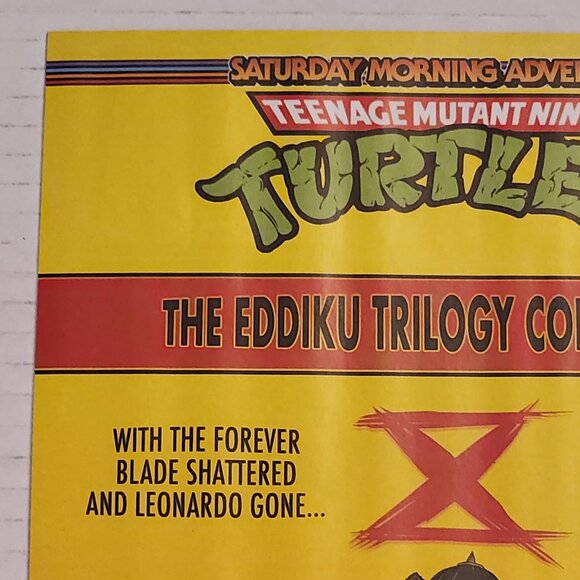 SATURDAY MORNING ADVE
TEENAGE MUTANT NIN
TURTLE
THE EDDIKU TRILOGY CO
WITH THE FOREVER
BLADE SHATTERED
AND LEONARDO GONE...